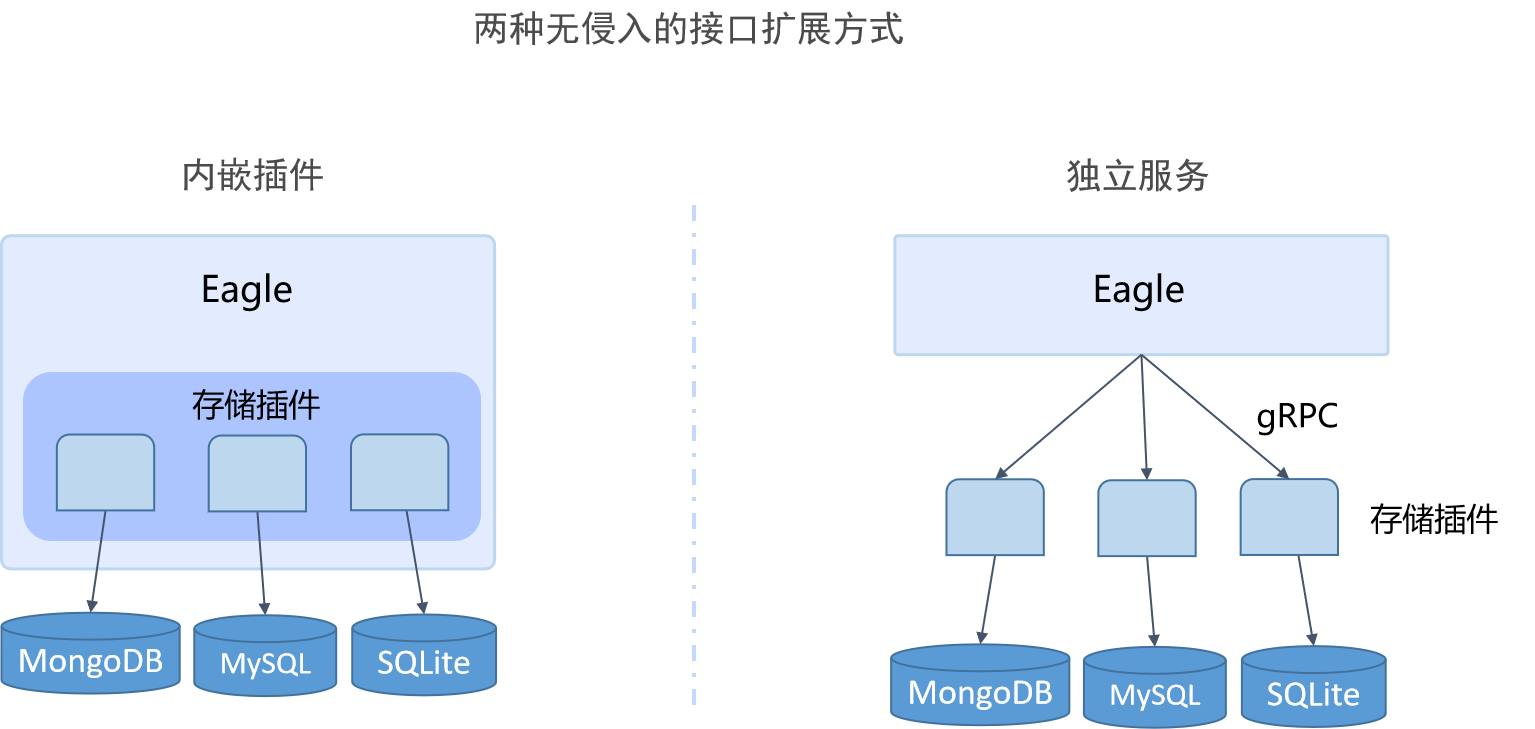 两种无侵入的接口扩展方式
内嵌插件
Eagle
存储插件
MongoDB
MySQL
SQLite
独立服务
Eagle
gRPC
存储插件
MongoDB
MySQL
SQLite